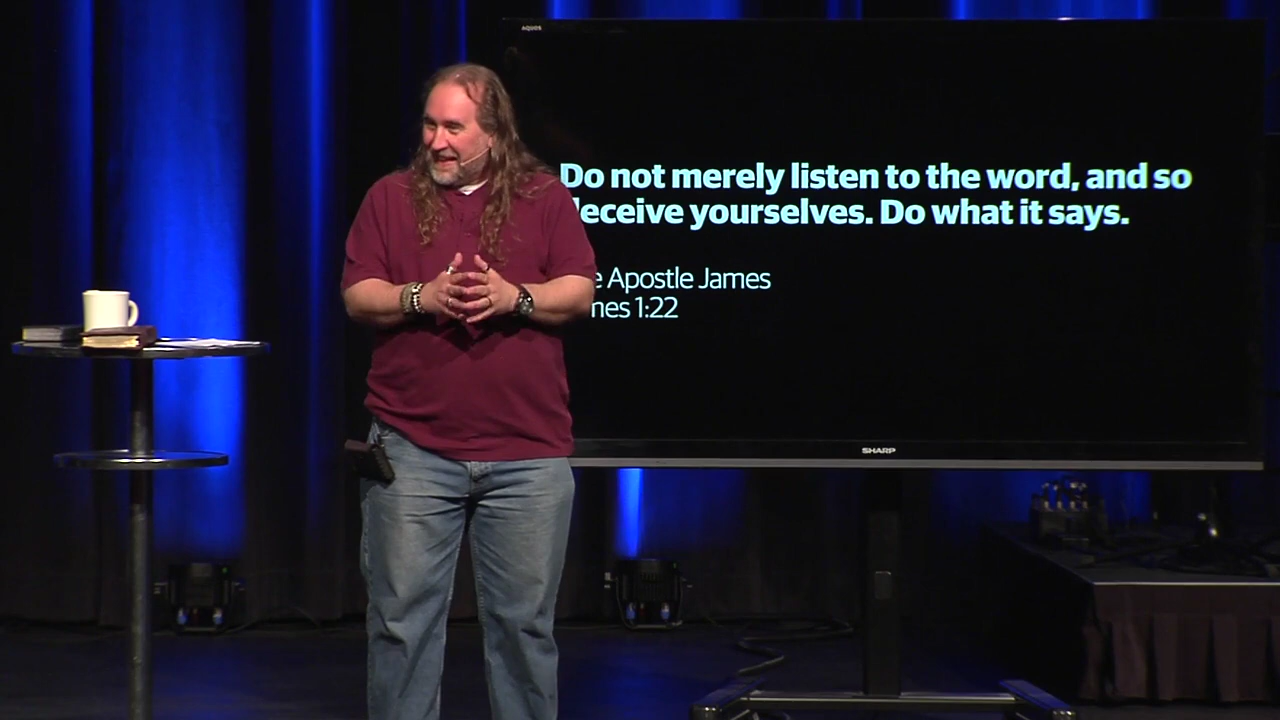 AQUOS
Do not merely listen to the word, and so
eceive yourselves. Do what it says.
e Apostle James
nes 1:22
SHARP